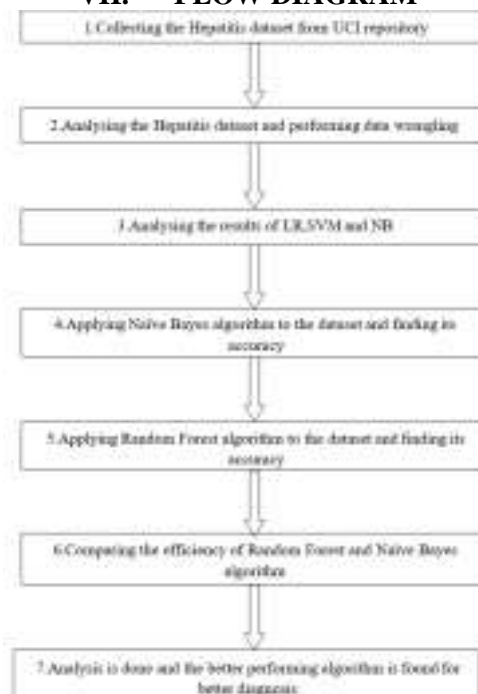 VII. FLOW DIAGRAM
1.Collecting the Hepatitis dataset from UCI repository
2.Analysing the Hepatitis dataset and performing data wrangling
3.Analysing the results of LR,SVM and NB
4.Applying Naïve Bayes algorithm to the dataset and finding its
accuracy
5.Applying Random Forest algorithm to the dataset and finding its
accuracy
6.Comparing the efficiency of Random Forest and Naïve Bayes
algorithm
7.Analysis is done and the better performing algorithm is found for
better diagnosis